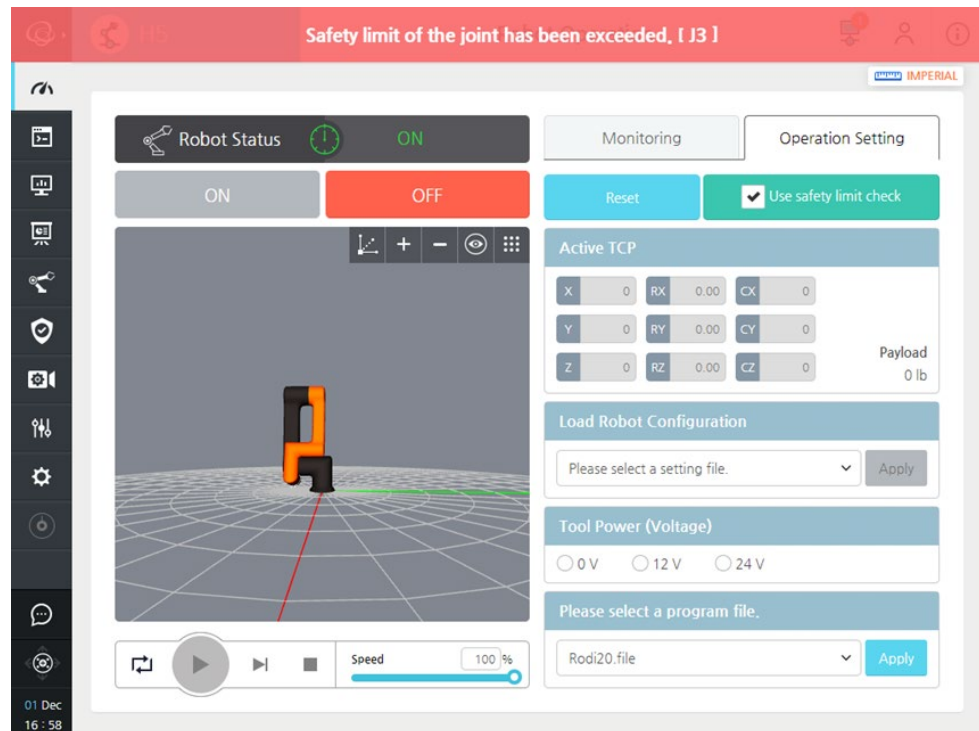 H5
Safety limit of the joint has been exceeded, [ J3 ]
IMPERIAL
Robot Status ON
ON OFF
Monitoring Operation Setting
Reset Use safety limit check
Active TCP
X 0 RX 0.00 CX 0
Y 0 RY 0.00 CY 0
Z 0 RZ 0.00 CZ 0
Payload
0 lb
Load Robot Configuration
Please select a setting file. Apply
Tool Power (Voltage)
0 V 12 V 24 V
Please select a program file,
Rodi20.file Apply
Speed 100 %
01 Dec
16 : 58